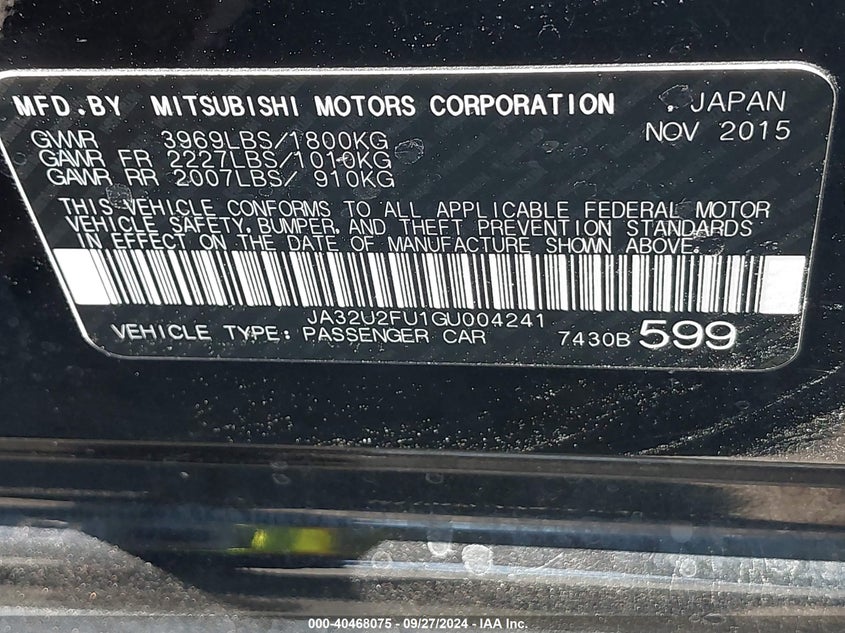 MFD. BY MITSUBISHI MOTORS CORPORATION , JAPAN
NOV 2015
GVWR 3969LBS/1800KG
GAWR FR 2227LBS/1010KG
GAWR RR 2007LBS/ 910KG
THIS VEHICLE CONFORMS TO ALL APPLICABLE FEDERAL MOTOR
VEHICLE SAFETY, BUMPER, AND THEFT PREVENTION STANDARDS
IN EFFECT ON THE DATE OF MANUFACTURE SHOWN ABOVE.
JA32U2FU1GU004241
VEHICLE TYPE: PASSENGER CAR 7430B 599
000-40468075 - 09/27/2024 - IAA Inc.